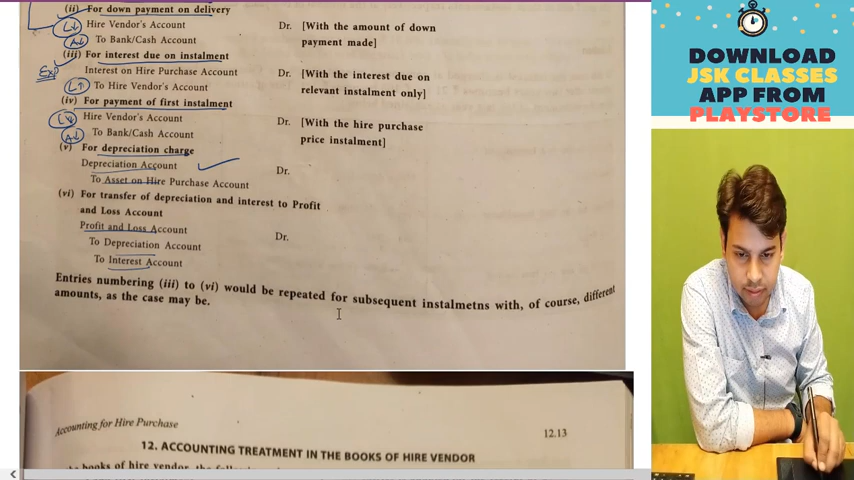 (ii) For down payment on delivery
Hire Vendor's Account Dr. [With the amount of down
L↓
To Bank/Cash Account payment made]
A↓
(iii) For interest due on instalment
Exp Interest on Hire Purchase Account Dr. [With the interest due on
L↑ To Hire Vendor's Account relevant instalment only]
(iv) For payment of first instalment
L↓ Hire Vendor's Account Dr. [With the hire purchase
A↓ To Bank/Cash Account price instalment]
(v) For depreciation charge
Depreciation Account Dr.
To Asset on Hire Purchase Account
(vi) For transfer of depreciation and interest to Profit
and Loss Account
Profit and Loss Account Dr.
To Depreciation Account
To Interest Account
Entries numbering (iii) to (vi) would be repeated for subsequent instalmetns with, of course, different
amounts, as the case may be.
Accounting for Hire Purchase 12.13
12. ACCOUNTING TREATMENT IN THE BOOKS OF HIRE VENDOR
books of hire vendor, the
DOWNLOAD
JSK CLASSES
APP FROM
PLAYSTORE